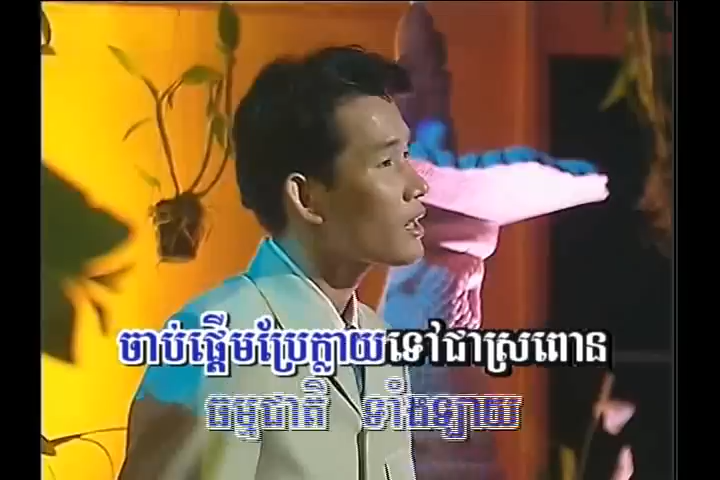 ចាប់ផ្តើមប្រែក្លាយទៅជាស្រពោន
ធម្មជាតិ ទាំងឡាយ